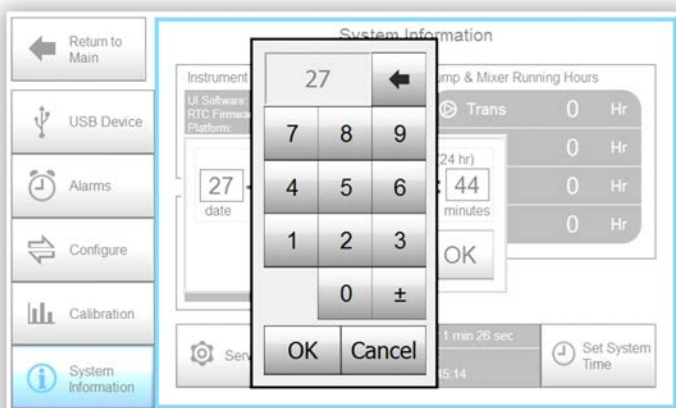 Return to
Main
USB Device
Alarms
Configure
Calibration
System
Information
System Information
Instrument
UI Software
RTC Firmwa
Platform:
27
date
27
7 8 9
4 5 6
1 2 3
0 ±
OK Cancel
ump & Mixer Running Hours
Trans 0 Hr
0 Hr
0 Hr
0 Hr
(24 hr)
: 44
minutes
OK
Serv
1 min 26 sec
45:14
Set System
Time